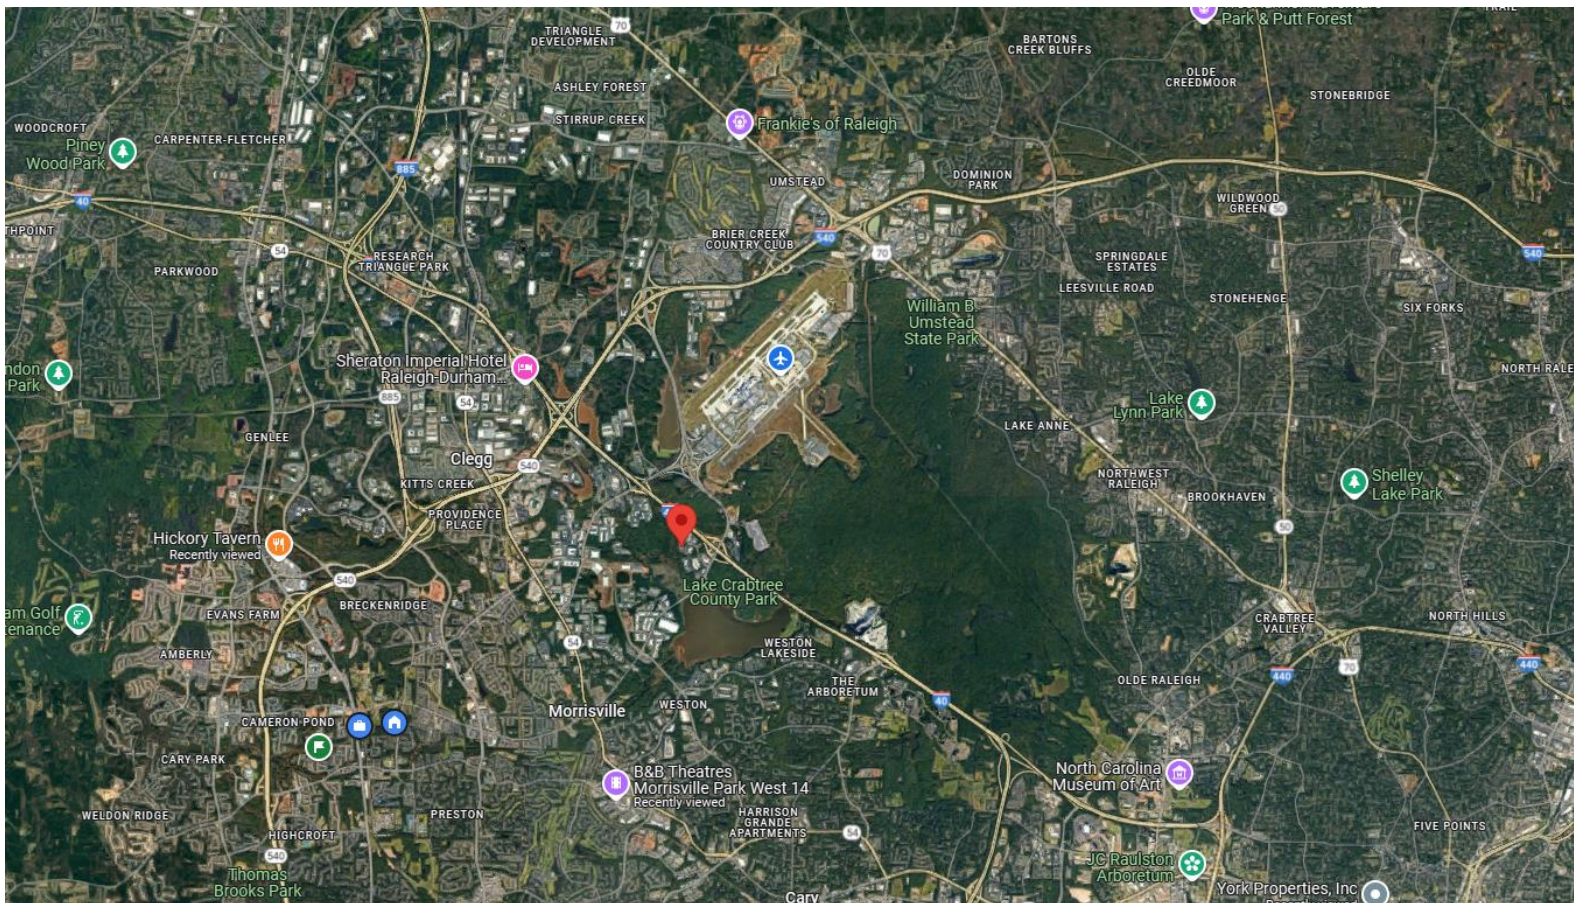 Park & Putt Forest
TRIANGLE
DEVELOPMENT
70
BARTONS
CREEK BLUFFS
OLDE
CREEDMOOR
STONEBRIDGE
ASHLEY FOREST
STIRRUP CREEK
Frankie's of Raleigh
WOODCROFT
CARPENTER-FLETCHER
Piney
Wood Park
885
UMSTEAD
DOMINION
PARK
40
WILDWOOD
GREEN
50
THPOINT
54
BRIER CREEK
COUNTRY CLUB
540
70
540
RESEARCH
TRIANGLE PARK
PARKWOOD
SPRINGDALE
ESTATES
LEESVILLE ROAD
STONEHENGE
SIX FORKS
William B.
Umstead
State Park
Sheraton Imperial Hotel
Raleigh-Durham...
ndon
Park
885
54
NORTH RALE
Lake
Lynn Park
LAKE ANNE
GENLEE
Clegg
540
KITTS CREEK
NORTHWEST
RALEIGH
BROOKHAVEN
Shelley
Lake Park
PROVIDENCE
PLACE
50
Hickory Tavern
Recently viewed
540
Lake Crabtree
County Park
BRECKENRIDGE
EVANS FARM
am Golf
tenance
54
WESTON
LAKESIDE
CRABTREE
VALLEY
NORTH HILLS
AMBERLY
70
440
440
THE
ARBORETUM
OLDE RALEIGH
40
WESTON
Morrisville
CAMERON POND
CARY PARK
B&B Theatres
Morrisville Park West 14
Recently viewed
North Carolina
Museum of Art
WELDON RIDGE
PRESTON
HARRISON
GRANDE
APARTMENTS
54
FIVE POINTS
HIGHCROFT
540
Thomas
Brooks Park
JC Raulston
Arboretum
York Properties, Inc
Cary